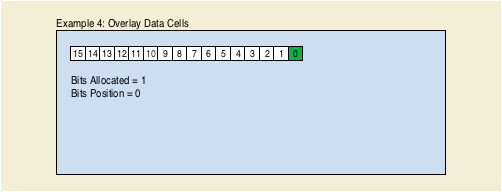 Example 4: Overlay Data Cells
15 14 13 12 11 10 9 8 7 6 5 4 3 2 1 0
Bits Allocated = 1
Bits Position = 0